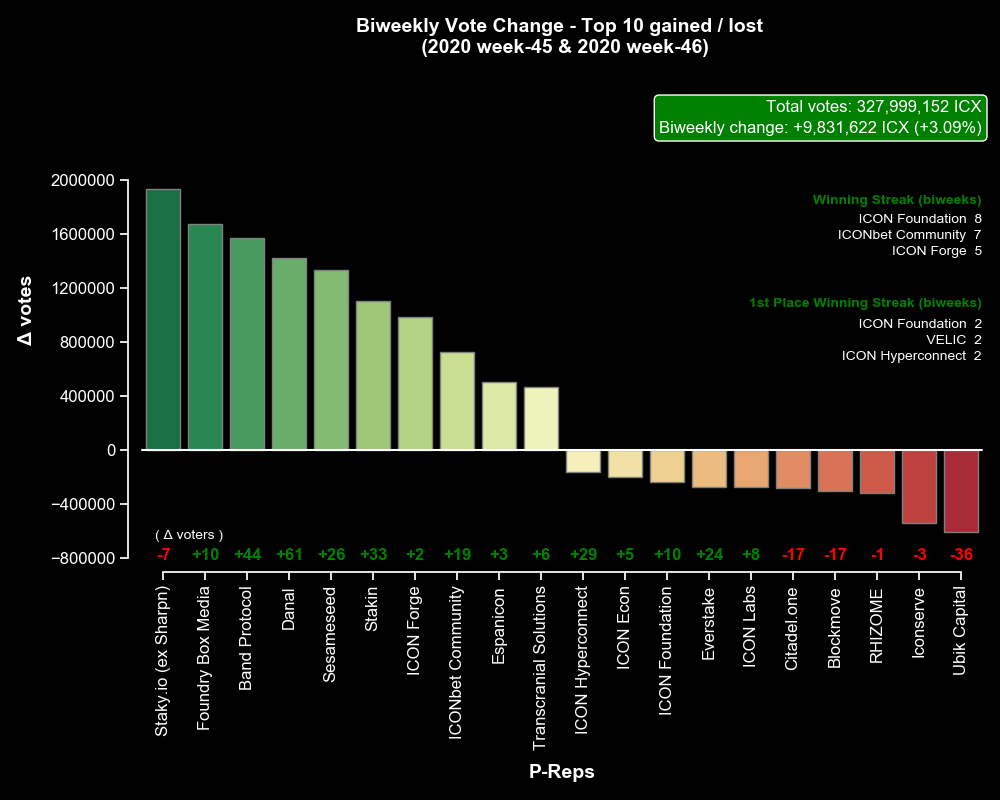 Biweekly Vote Change - Top 10 gained / lost
(2020 week-45 & 2020 week-46)
Total votes: 327,999,152 ICX
Biweekly change: +9,831,622 ICX (+3.09%)
Winning Streak (biweeks)
ICON Foundation 8
ICONbet Community 7
ICON Forge 5
1st Place Winning Streak (biweeks)
ICON Foundation 2
VELIC 2
ICON Hyperconnect 2
Δ votes
2000000
1600000
1200000
800000
400000
0
−400000
−800000
( Δ voters )
-7 +10 +44 +61 +26 +33 +2 +19 +3 +6 +29 +5 +10 +24 +8 -17 -17 -1 -3 -36
Staky.io (ex Sharpn)
Foundry Box Media
Band Protocol
Danal
Sesameseed
Stakin
ICON Forge
ICONbet Community
Espanicon
Transcranial Solutions
ICON Hyperconnect
ICON Econ
ICON Foundation
Everstake
ICON Labs
Citadel.one
Blockmove
RHIZOME
Iconserve
Ubik Capital
P-Reps